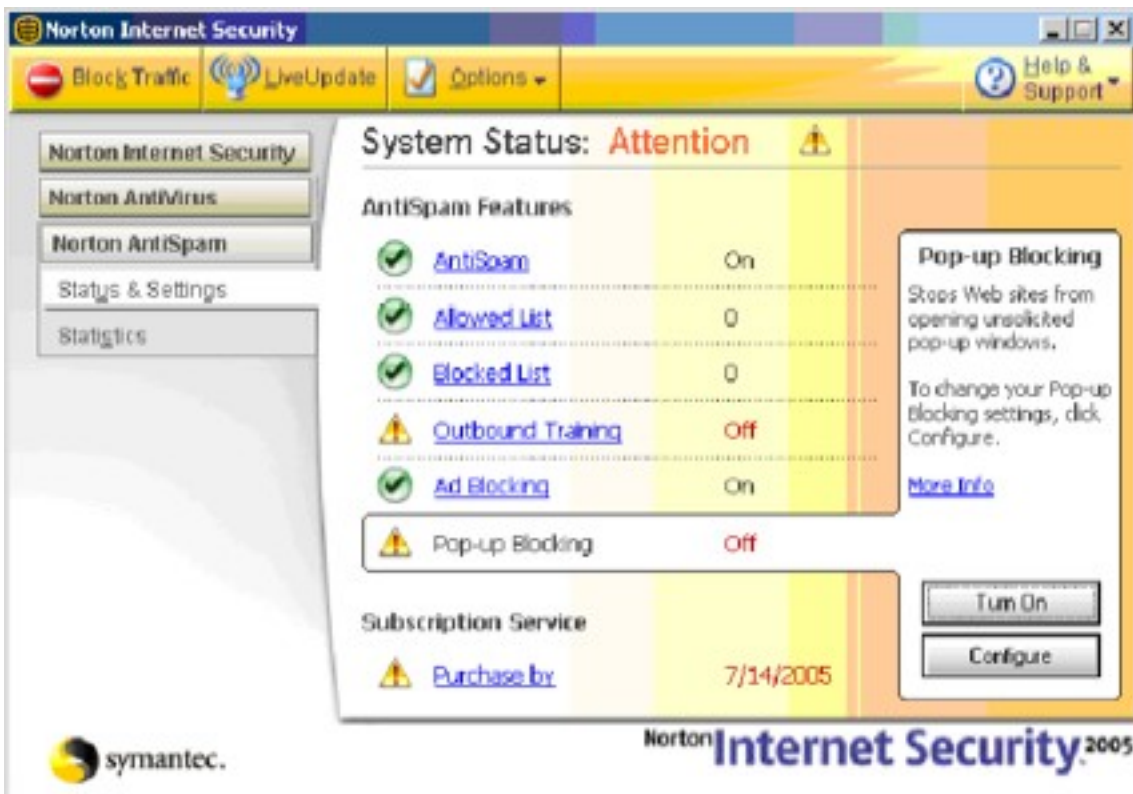 Norton Internet Security
Block Traffic
LiveUpdate
Options
Help &
Support
Norton Internet Security
Norton AntiVirus
Norton AntiSpam
Status & Settings
Statistics
System Status: Attention
AntiSpam Features
AntiSpam On
Allowed List 0
Blocked List 0
Outbound Training Off
Ad Blocking On
Pop-up Blocking Off
Subscription Service
Purchase by 7/14/2005
Pop-up Blocking
Stops Web sites from
opening unsolicited
pop-up windows.
To change your Pop-up
Blocking settings, click
Configure.
More Info
Turn On
Configure
symantec.
Norton Internet Security 2005